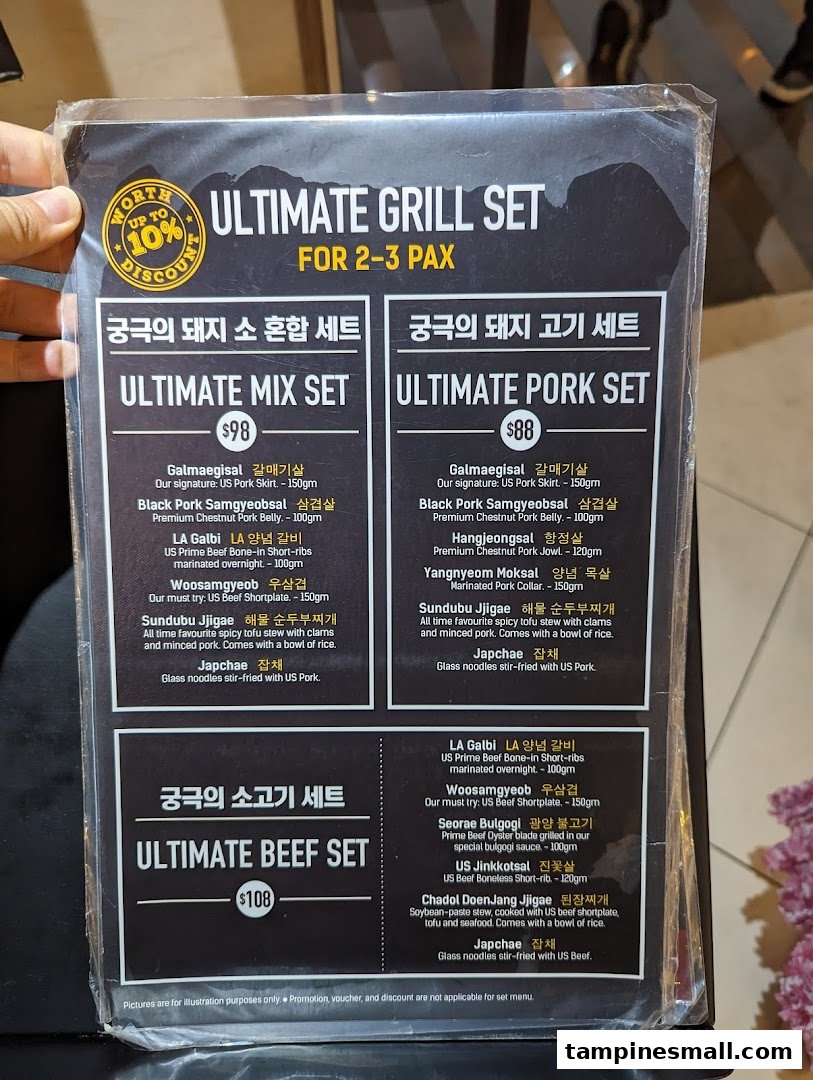 WORTH
UP TO
10%
DISCOUNT
ULTIMATE GRILL SET
FOR 2-3 PAX
궁극의 돼지 소 혼합 세트
ULTIMATE MIX SET
$98
Galmaegisal 갈매기살
Our signature: US Pork Skirt. - 150gm
Black Pork Samgyeobsal 삼겹살
Premium Chestnut Pork Belly. - 100gm
LA Galbi LA 양념 갈비
US Prime Beef Bone-in Short-ribs
marinated overnight. - 100gm
Woosamgyeob 우삼겹
Our must try: US Beef Shortplate. - 150gm
Sundubu Jjigae 해물 순두부찌개
All time favourite spicy tofu stew with clams
and minced pork. Comes with a bowl of rice.
Japchae 잡채
Glass noodles stir-fried with US Pork.
궁극의 돼지 고기 세트
ULTIMATE PORK SET
$88
Galmaegisal 갈매기살
Our signature: US Pork Skirt. - 150gm
Black Pork Samgyeobsal 삼겹살
Premium Chestnut Pork Belly. - 100gm
Hangjeongsal 항정살
Premium Chestnut Pork Jowl. - 120gm
Yangnyeom Moksal 양념 목살
Marinated Pork Collar. - 150gm
Sundubu Jjigae 해물 순두부찌개
All time favourite spicy tofu stew with clams
and minced pork. Comes with a bowl of rice.
Japchae 잡채
Glass noodles stir-fried with US Pork.
궁극의 소고기 세트
ULTIMATE BEEF SET
$108
LA Galbi LA 양념 갈비
US Prime Beef Bone-in Short-ribs
marinated overnight. - 100gm
Woosamgyeob 우삼겹
Our must try: US Beef Shortplate. - 150gm
Seorae Bulgogi 광양 불고기
Prime Beef Oyster blade grilled in our
special bulgogi sauce. - 100gm
US Jinkkotsal 진꽃살
US Beef Boneless Short-rib. - 120gm
Chadol DoenJang Jjigae 된장찌개
Soybean-paste stew, cooked with US beef shortplate,
tofu and seafood. Comes with a bowl of rice.
Japchae 잡채
Glass noodles stir-fried with US Beef.
Pictures are for illustration purposes only. ● Promotion, voucher, and discount are not applicable for set menu.
tampinesmall.com